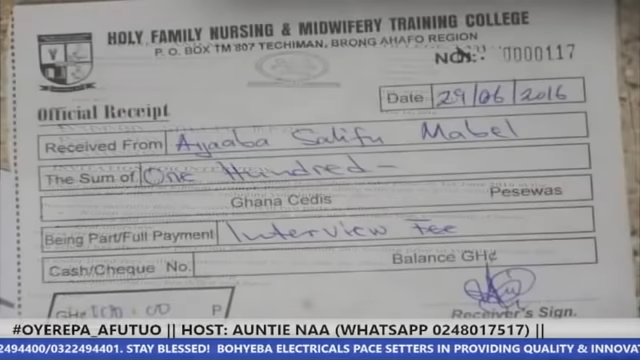 HOLY FAMILY NURSING & MIDWIFERY TRAINING COLLEGE
P. O. BOX TM 807 TECHIMAN, BRONG AHAFO REGION
0000117
Official Receipt
Date 29/06/2016
Received From Ayaaba Salifu Mabel
The Sum of One Hundred -
Ghana Cedis Pesewas
Being Part/Full Payment Interview Fee
Cash/Cheque No. Balance GH¢
GH¢ 100.00 P
Receiver's Sign.
#OYEREPA_AFUTUO || HOST: AUNTIE NAA (WHATSAPP 0248017517) ||
2494400/0322494401. STAY BLESSED! BOHYEBA ELECTRICALS PACE SETTERS IN PROVIDING QUALITY & INNOVA